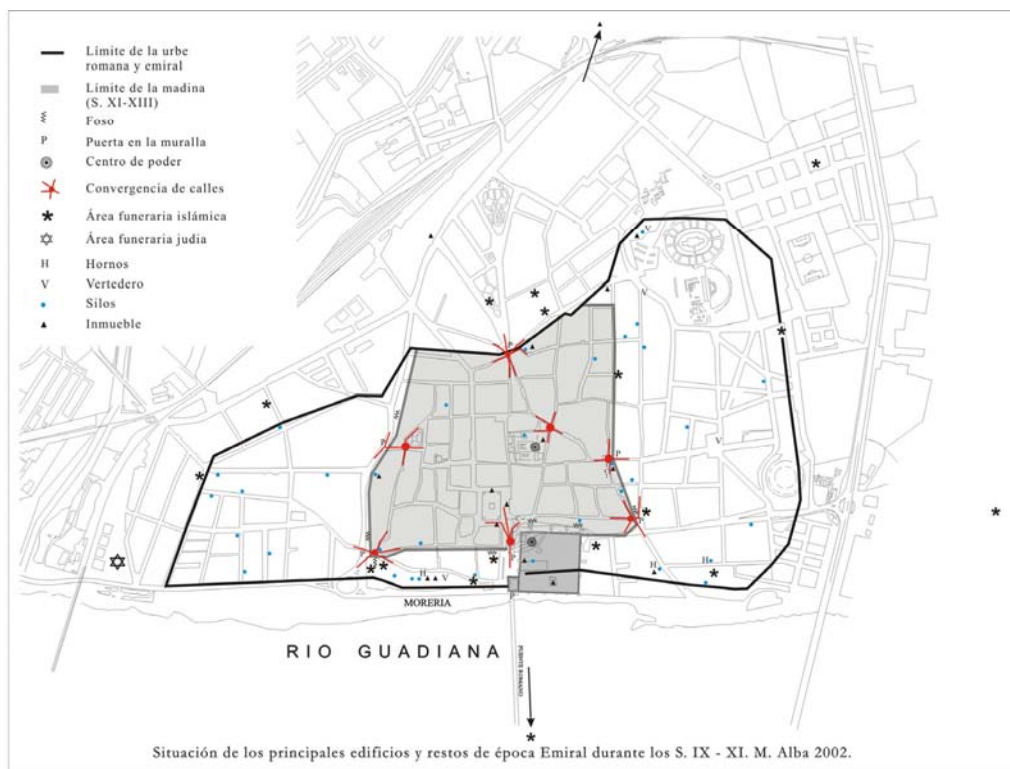 Límite de la urbe
romana y emiral
Límite de la madina
(S. XI-XIII)
Foso
P Puerta en la muralla
Centro de poder
Convergencia de calles
Área funeraria islámica
Área funeraria judia
H Hornos
V Vertedero
Silos
Inmueble
V
V
P
P
P
V
V
P
P
H
V
H
H
P
MORERIA
RIO GUADIANA
PUENTE ROMANO
Situación de los principales edificios y restos de época Emiral durante los S. IX - XI. M. Alba 2002.